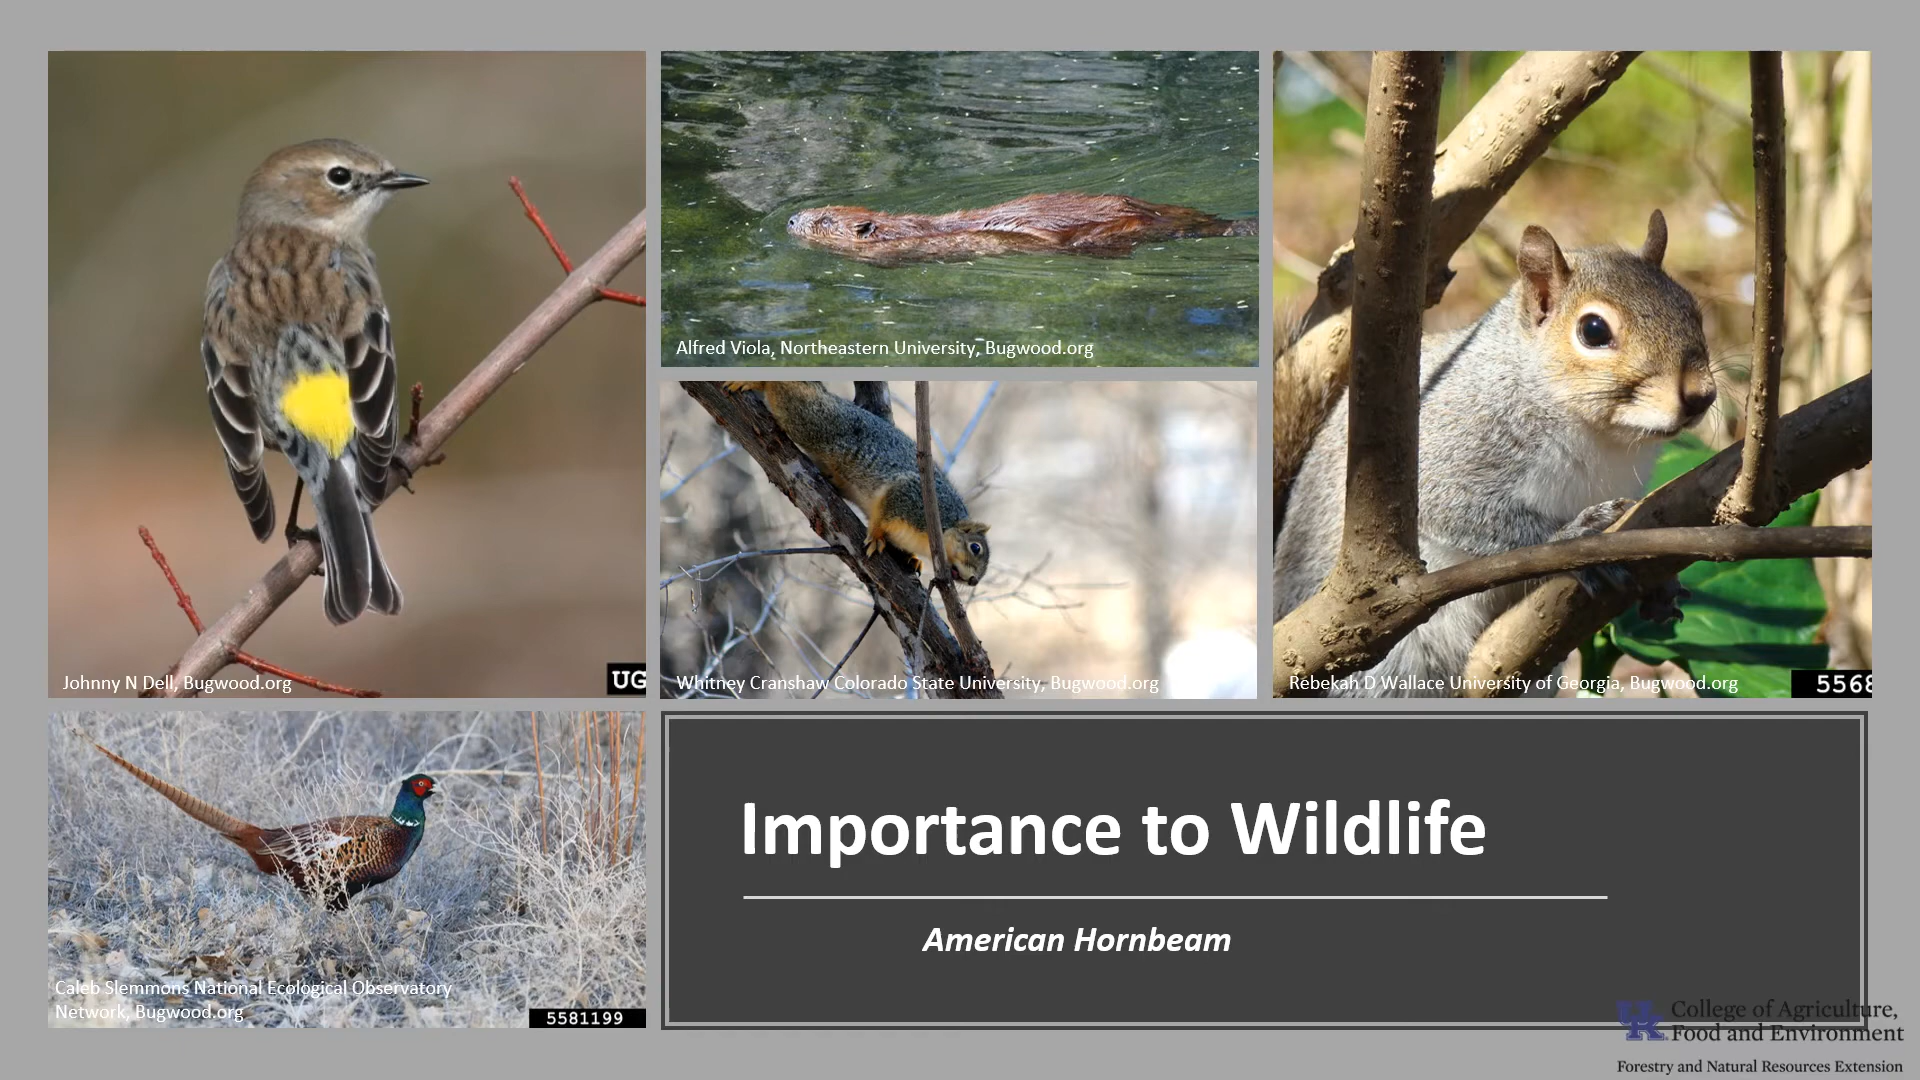 Alfred Viola, Northeastern University, Bugwood.org
Johnny N Dell, Bugwood.org
UG
Whitney Cranshaw Colorado State University, Bugwood.org
Rebekah D Wallace University of Georgia, Bugwood.org
5568
Caleb Slemmons National Ecological Observatory
Network, Bugwood.org
5581199
Importance to Wildlife
American Hornbeam
UK College of Agriculture,
Food and Environment
Forestry and Natural Resources Extension